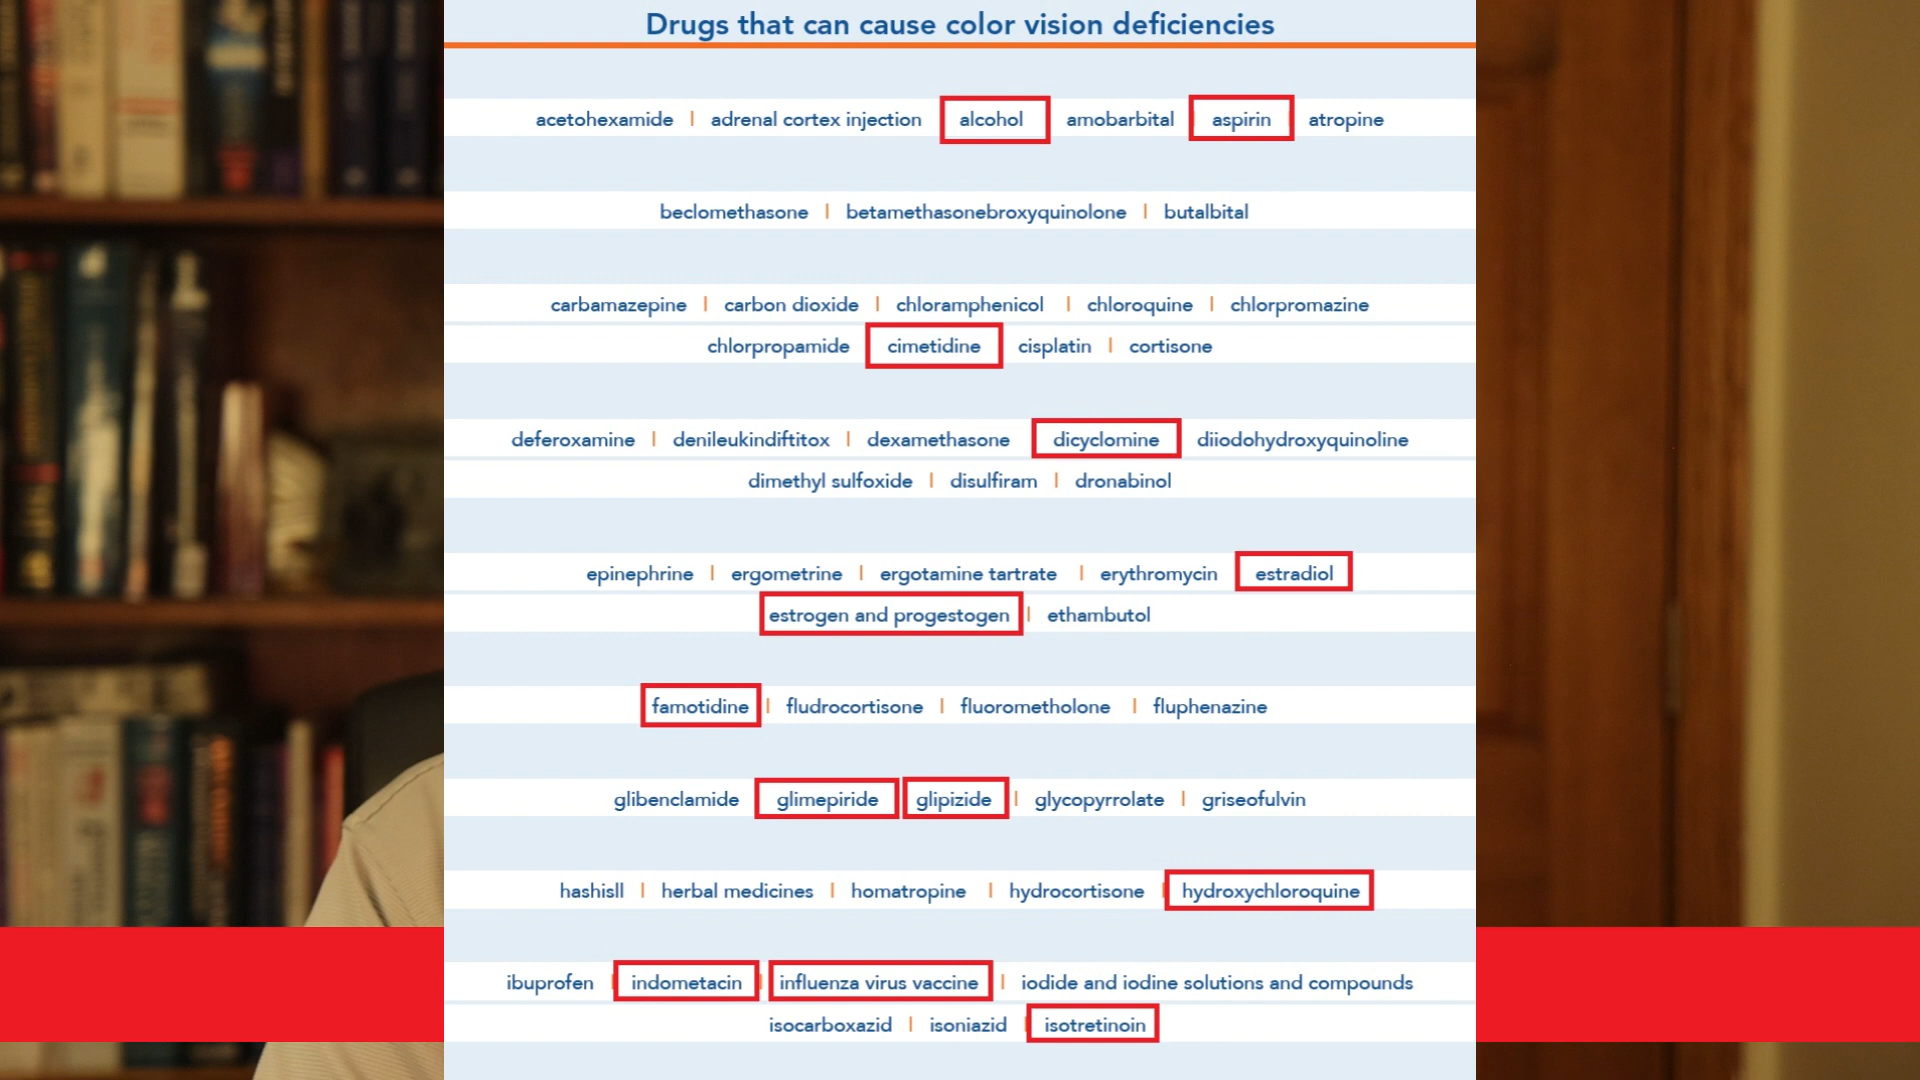 Drugs that can cause color vision deficiencies
acetohexamide | adrenal cortex injection alcohol amobarbital aspirin atropine
beclomethasone | betamethasonebroxyquinolone | butalbital
carbamazepine | carbon dioxide | chloramphenicol | chloroquine | chlorpromazine
chlorpropamide cimetidine cisplatin | cortisone
deferoxamine | denileukindiftitox | dexamethasone dicyclomine diiodohydroxyquinoline
dimethyl sulfoxide | disulfiram | dronabinol
epinephrine | ergometrine | ergotamine tartrate | erythromycin estradiol
estrogen and progestogen | ethambutol
famotidine | fludrocortisone | fluorometholone | fluphenazine
glibenclamide glimepiride glipizide | glycopyrrolate | griseofulvin
hashisll | herbal medicines | homatropine | hydrocortisone | hydroxychloroquine
ibuprofen | indometacin | influenza virus vaccine | iodide and iodine solutions and compounds
isocarboxazid | isoniazid | isotretinoin